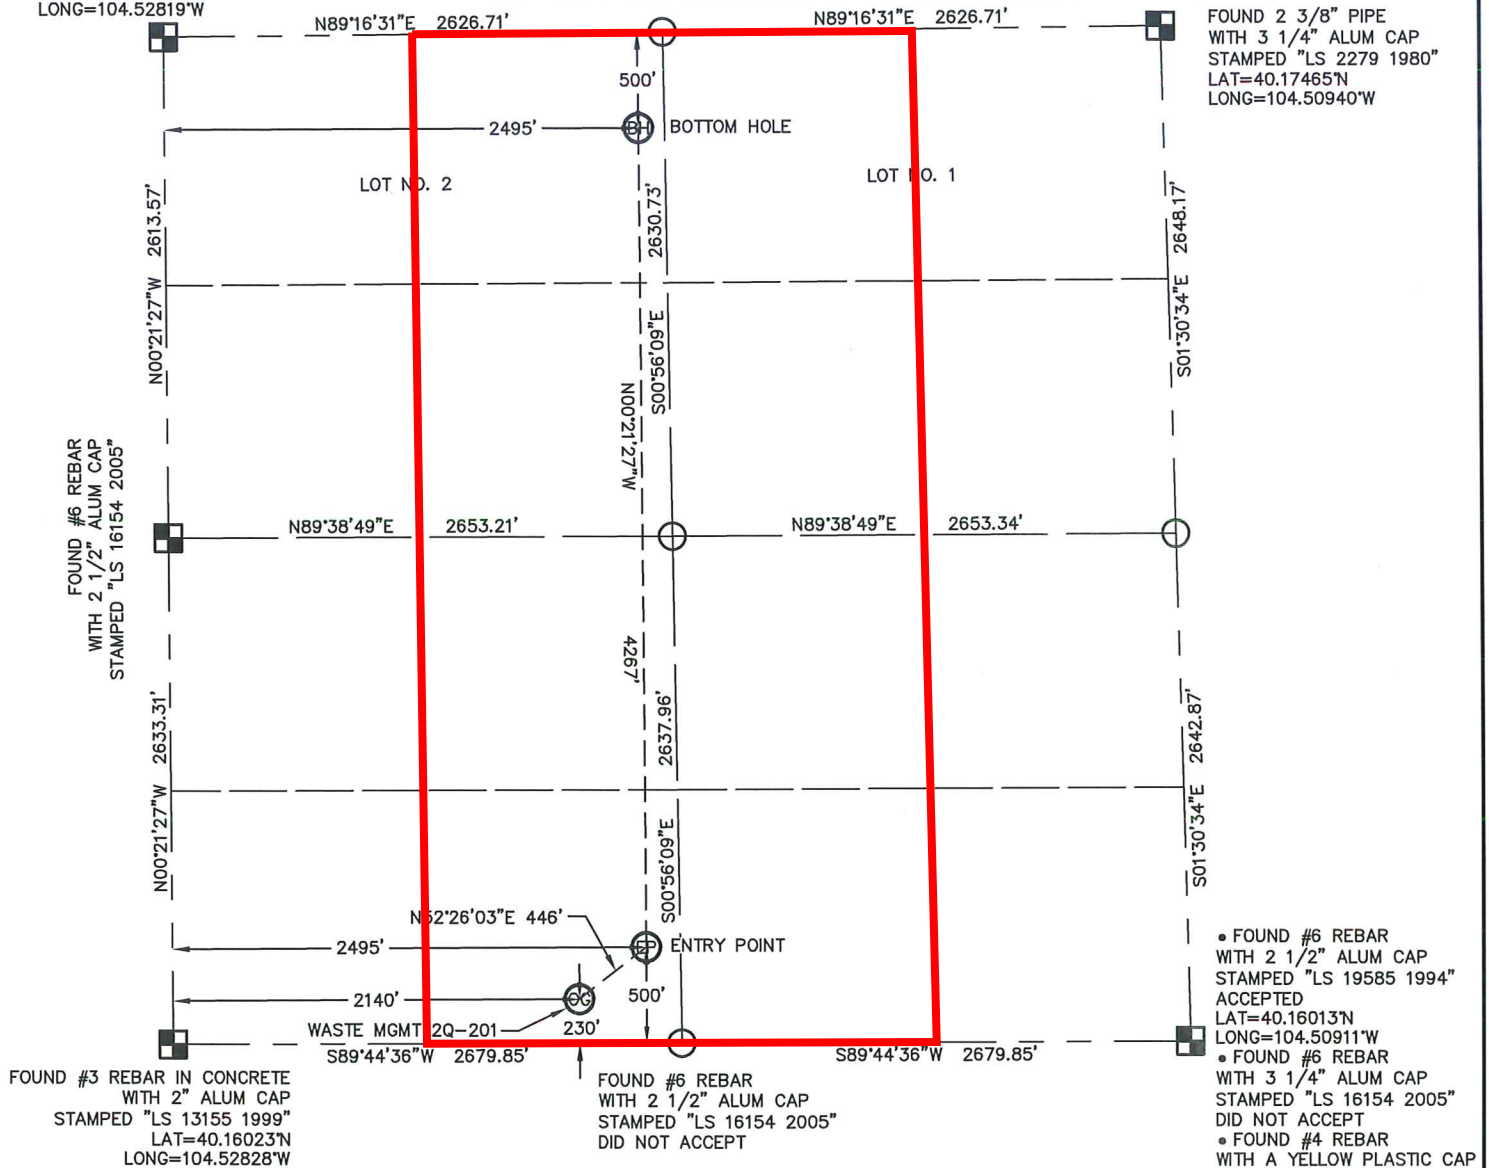 LONG=104.52819°W
N89°16'31"E 2626.71'
N89°16'31"E 2626.71'
FOUND 2 3/8" PIPE
WITH 3 1/4" ALUM CAP
STAMPED "LS 2279 1980"
LAT=40.17465°N
LONG=104.50940°W
500'
2495'
BH
BOTTOM HOLE
LOT NO. 2
LOT NO. 1
N00°21'27"W 2613.57'
2630.73'
S00°56'09"E
N00°21'27"W
S01°30'34"E 2648.17'
FOUND #6 REBAR
WITH 2 1/2" ALUM CAP
STAMPED "LS 16154 2005"
N89°38'49"E 2653.21'
N89°38'49"E 2653.34'
4267'
N00°21'27"W 2633.31'
2637.96'
S00°56'09"E
S01°30'34"E 2642.87'
N52°26'03"E 446'
2495'
EP
ENTRY POINT
2140'
OG
500'
WASTE MGMT 2Q-201
230'
S89°44'36"W 2679.85'
S89°44'36"W 2679.85'
FOUND #3 REBAR IN CONCRETE
WITH 2" ALUM CAP
STAMPED "LS 13155 1999"
LAT=40.16023°N
LONG=104.52828°W
FOUND #6 REBAR
WITH 2 1/2" ALUM CAP
STAMPED "LS 16154 2005"
DID NOT ACCEPT
• FOUND #6 REBAR
WITH 2 1/2" ALUM CAP
STAMPED "LS 19585 1994"
ACCEPTED
LAT=40.16013°N
LONG=104.50911°W
• FOUND #6 REBAR
WITH 3 1/4" ALUM CAP
STAMPED "LS 16154 2005"
DID NOT ACCEPT
• FOUND #4 REBAR
WITH A YELLOW PLASTIC CAP